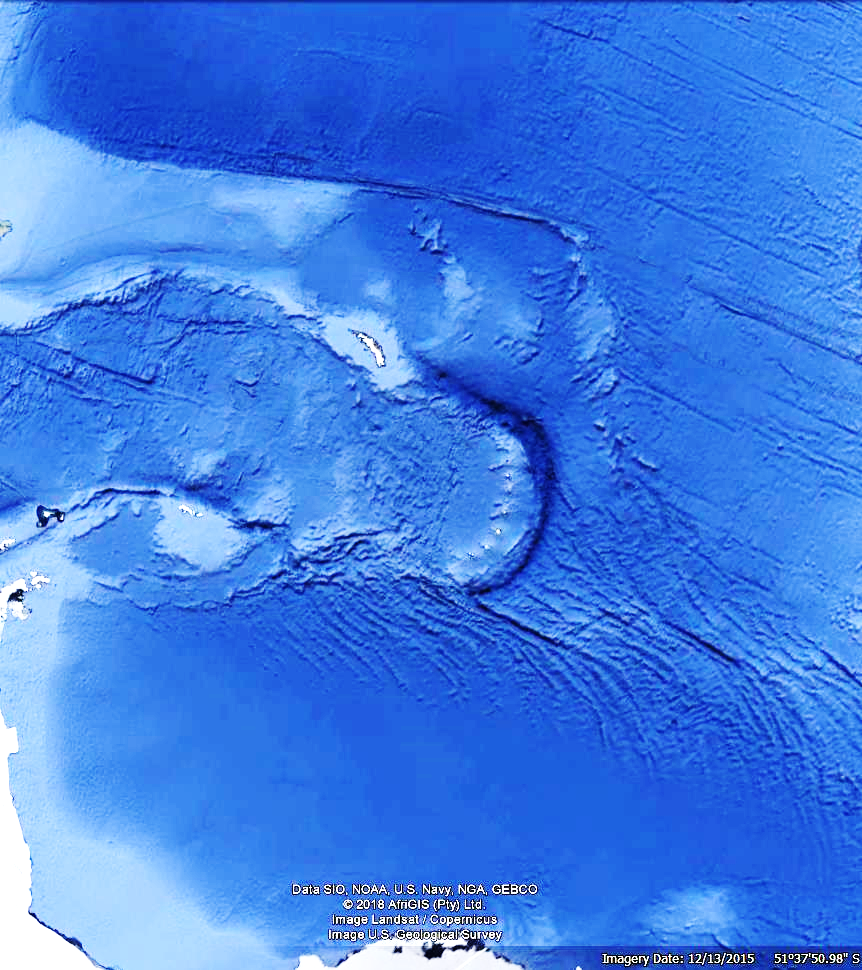 Data SIO, NOAA, U.S. Navy, NGA, GEBCO
© 2018 AfriGIS (Pty) Ltd.
Image Landsat / Copernicus
Image U.S. Geological Survey
Imagery Date: 12/13/2015 51°37'50.98" S